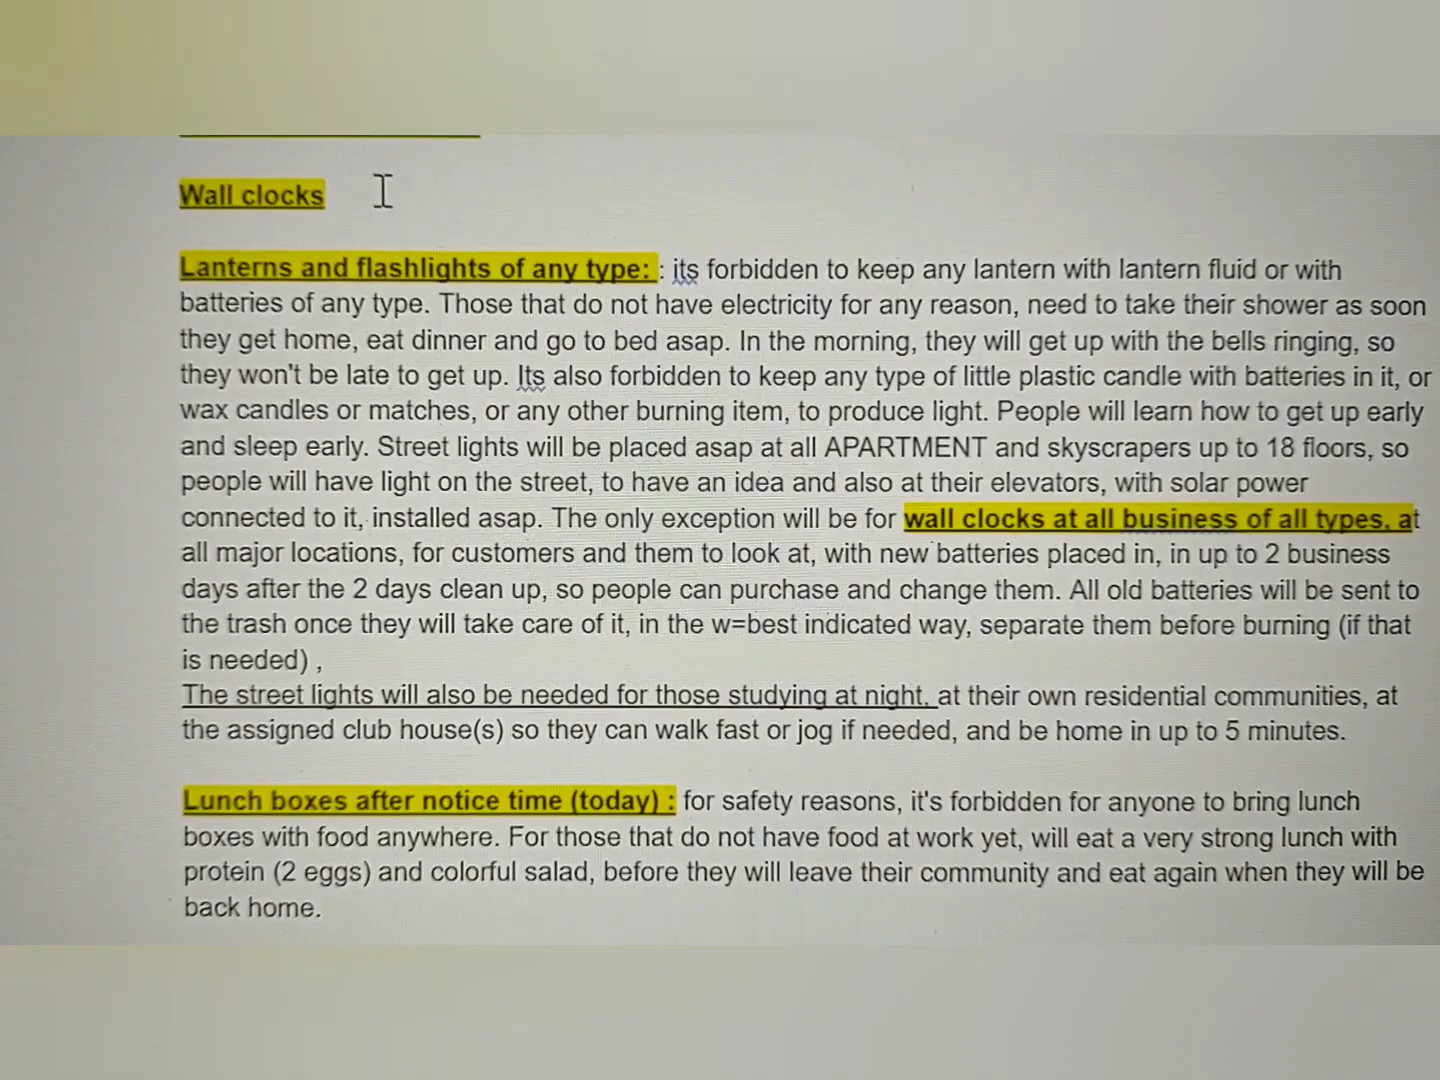 Wall clocks
Lanterns and flashlights of any type: : its forbidden to keep any lantern with lantern fluid or with
batteries of any type. Those that do not have electricity for any reason, need to take their shower as soon
they get home, eat dinner and go to bed asap. In the morning, they will get up with the bells ringing, so
they won't be late to get up. Its also forbidden to keep any type of little plastic candle with batteries in it, or
wax candles or matches, or any other burning item, to produce light. People will learn how to get up early
and sleep early. Street lights will be placed asap at all APARTMENT and skyscrapers up to 18 floors, so
people will have light on the street, to have an idea and also at their elevators, with solar power
connected to it, installed asap. The only exception will be for wall clocks at all business of all types, at
all major locations, for customers and them to look at, with new batteries placed in, in up to 2 business
days after the 2 days clean up, so people can purchase and change them. All old batteries will be sent to
the trash once they will take care of it, in the w=best indicated way, separate them before burning (if that
is needed) ,
The street lights will also be needed for those studying at night, at their own residential communities, at
the assigned club house(s) so they can walk fast or jog if needed, and be home in up to 5 minutes.
Lunch boxes after notice time (today) : for safety reasons, it's forbidden for anyone to bring lunch
boxes with food anywhere. For those that do not have food at work yet, will eat a very strong lunch with
protein (2 eggs) and colorful salad, before they will leave their community and eat again when they will be
back home.